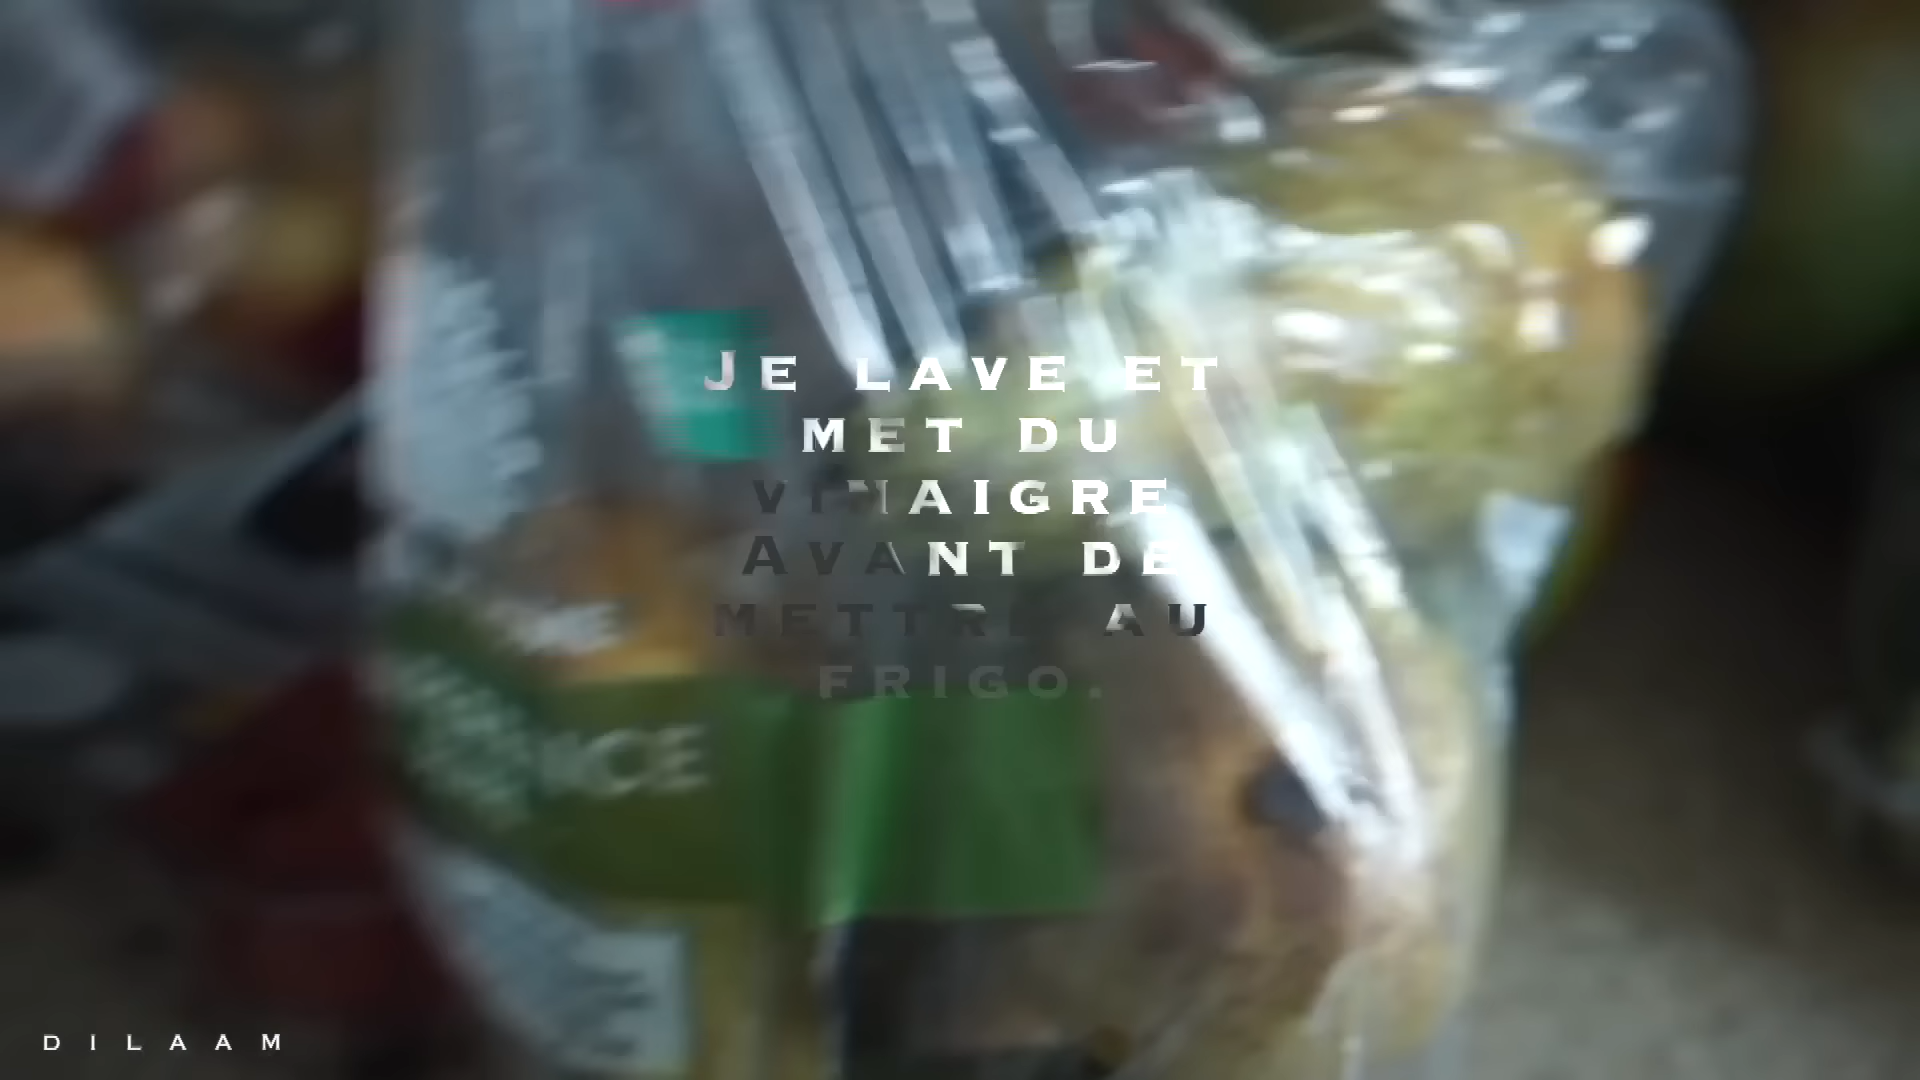 Je lave et
met du
vinaigre
Avant de
mettre au
frigo.
DILAAM